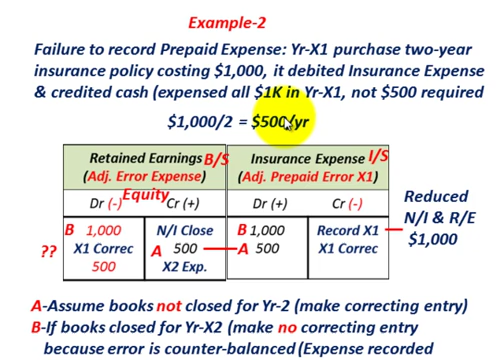 Example-2
Failure to record Prepaid Expense: Yr-X1 purchase two-year
insurance policy costing $1,000, it debited Insurance Expense
& credited cash (expensed all $1K in Yr-X1, not $500 required
$1,000/2 = $500/yr
Retained Earnings B/S Insurance Expense I/S
(Adj. Error Expense) (Adj. Prepaid Error X1)
Equity
Dr (-) Cr (+) Dr (+) Cr (-)
B 1,000 N/I Close B 1,000 Record X1 Reduced
?? X1 Correc A 500 A 500 X1 Correc N/I & R/E
500 X2 Exp. $1,000
A-Assume books not closed for Yr-2 (make correcting entry)
B-If books closed for Yr-X2 (make no correcting entry
because error is counter-balanced (Expense recorded